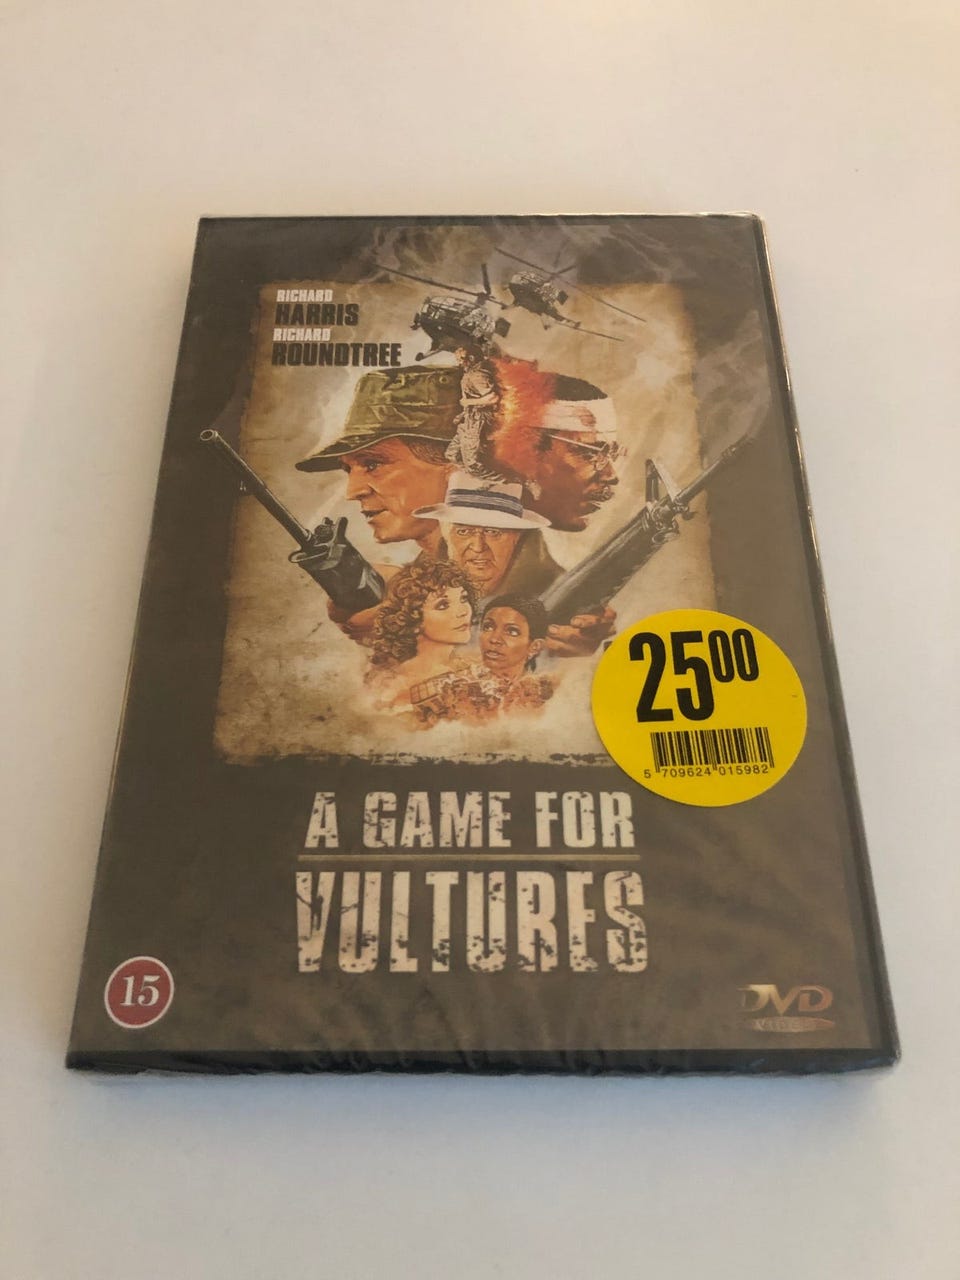 RICHARD
HARRIS
RICHARD
ROUNDTREE
2500
5 709624 015982
A GAME FOR
VULTURES
15
DVD
VIDEO